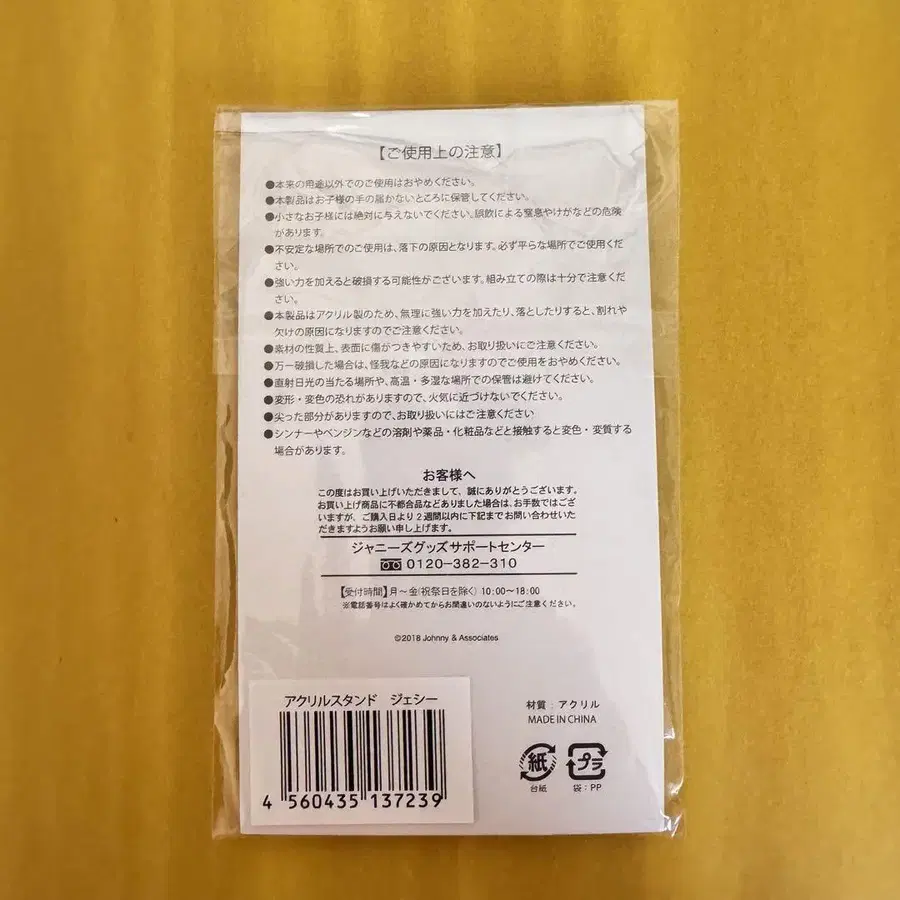 【ご使用上の注意】
●本来の用途以外でのご使用はおやめください。
●本製品はお子様の手の届かないところに保管してください。
●小さなお子様には絶対に与えないでください。誤飲による窒息やけがなどの危険
があります。
●不安定な場所でのご使用は、落下の原因となります。必ず平らな場所でご使用くだ
さい。
●強い力を加えると破損する可能性がございます。組み立ての際は十分で注意くだ
さい。
●本製品はアクリル製のため、無理に強い力を加えたり、落としたりすると、割れや
欠けの原因になりますのでご注意ください。
●素材の性質上、表面に傷がつきやすいため、お取り扱いにご注意ください。
●万一破損した場合は、怪我などの原因になりますのでご使用をおやめください。
●直射日光の当たる場所や、高温・多湿な場所での保管は避けてください。
●変形・変色の恐れがありますので、火気に近づけないでください。
●尖った部分がありますので、お取り扱いにはご注意ください
●シンナーやベンジンなどの溶剤や薬品・化粧品などと接触すると変色・変質する
場合があります。
お客様へ
この度はお買い上げいただきまして、誠にありがとうございます。
お買い上げ商品に不都合品などありました場合は、お手数ではござ
いますが、ご購入日より2週間以内に下記までお問い合わせいた
だきますようお願い申し上げます。
ジャニーズグッズサポートセンター
0120-382-310
【受付時間】月～金(祝祭日を除く) 10:00～18:00
※電話番号はよく確かめてからお間違いのないようにご注意ください。
©2018 Johnny & Associates
アクリルスタンド ジェシー
4 560435 137239
材質：アクリル
MADE IN CHINA
紙
台紙
プラ
袋：PP